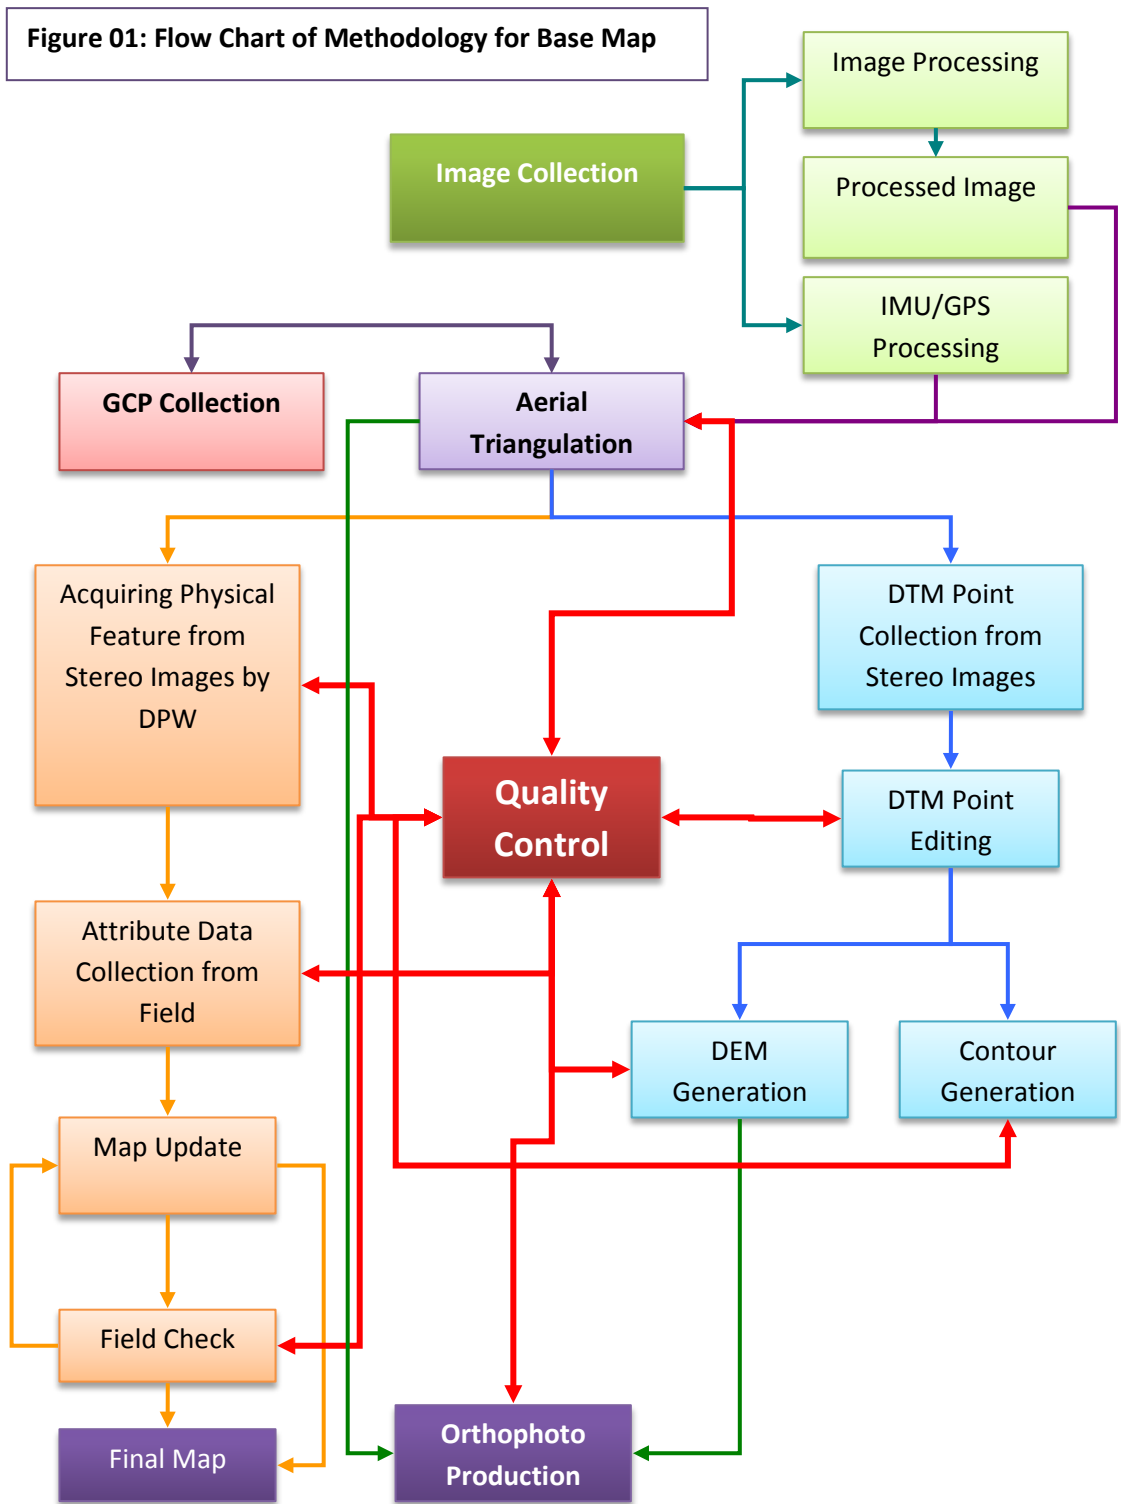 Figure 01: Flow Chart of Methodology for Base Map
Image Processing
Image Collection
Processed Image
IMU/GPS
Processing
GCP Collection
Aerial
Triangulation
Acquiring Physical
Feature from
Stereo Images by
DPW
DTM Point
Collection from
Stereo Images
Quality
Control
DTM Point
Editing
Attribute Data
Collection from
Field
DEM
Generation
Contour
Generation
Map Update
Field Check
Final Map
Orthophoto
Production